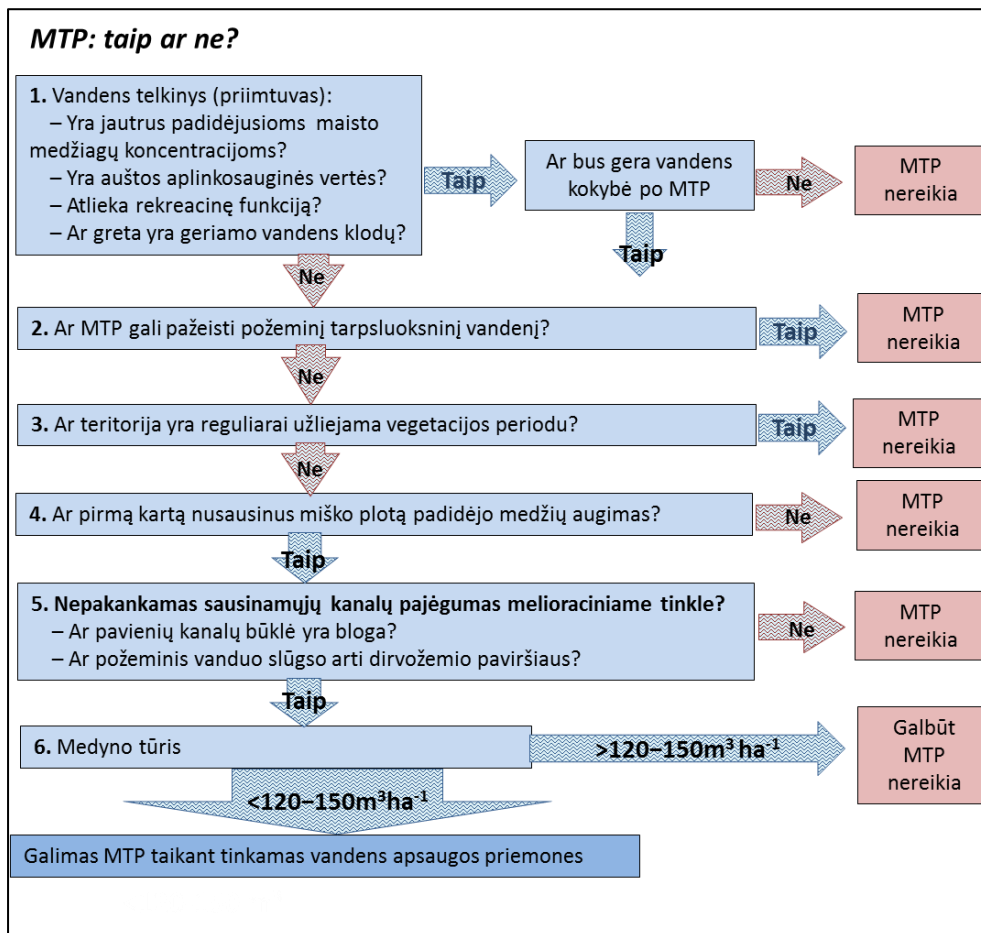 MTP: taip ar ne?
1. Vandens telkinys (priimtuvas):
– Yra jautrus padidėjusioms maisto
medžiagų koncentracijoms?
– Yra auštos aplinkosauginės vertės?
– Atlieka rekreacinę funkciją?
– Ar greta yra geriamo vandens klodų?
Taip
Ar bus gera vandens
kokybė po MTP
Ne
MTP
nereikia
Taip
Ne
2. Ar MTP gali pažeisti požeminį tarpsluoksninį vandenį?
Taip
MTP
nereikia
Ne
3. Ar teritorija yra reguliarai užliejama vegetacijos periodu?
Taip
MTP
nereikia
Ne
4. Ar pirmą kartą nusausinus miško plotą padidėjo medžių augimas?
Ne
MTP
nereikia
Taip
5. Nepakankamas sausinamųjų kanalų pajėgumas melioraciniame tinkle?
– Ar pavienių kanalų būklė yra bloga?
– Ar požeminis vanduo slūgso arti dirvožemio paviršiaus?
Ne
MTP
nereikia
Taip
6. Medyno tūris
>120–150m³ ha⁻¹
Galbūt
MTP
nereikia
<120–150m³ha⁻¹
Galimas MTP taikant tinkamas vandens apsaugos priemones